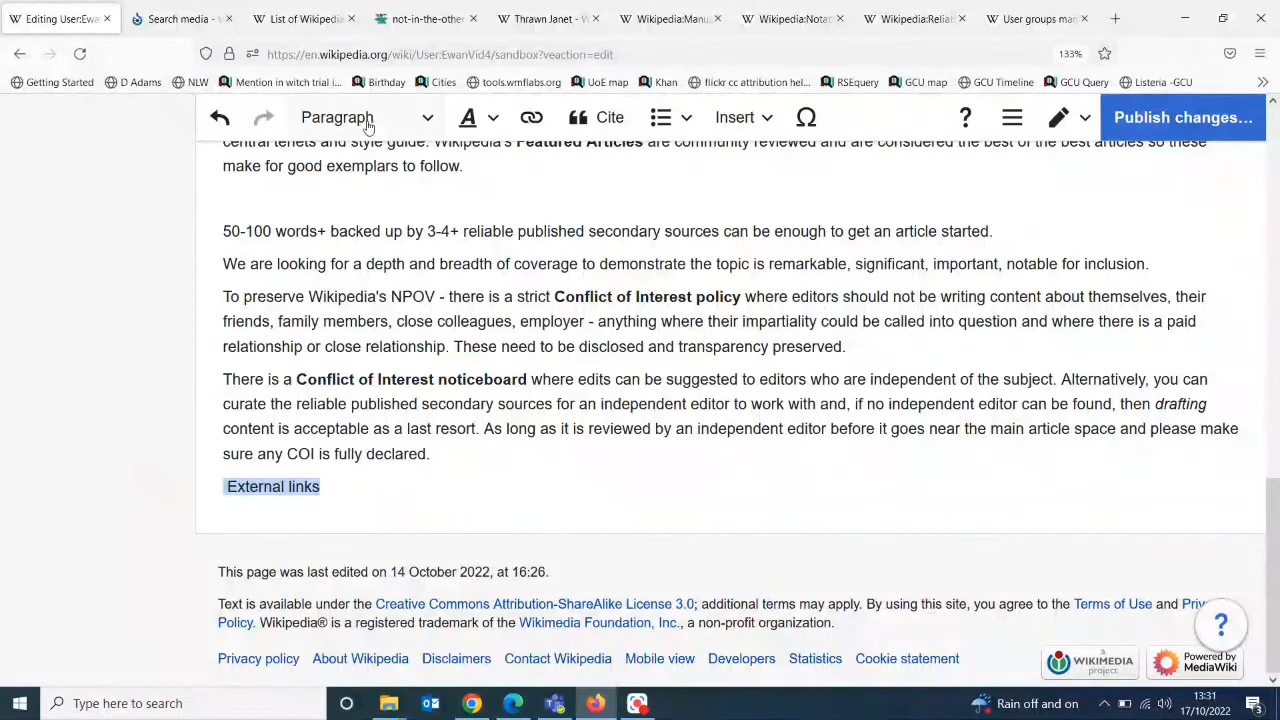 Editing User:Ewa
Search media -
List of Wikipedia
not-in-the-other
Thrawn Janet - W
Wikipedia:Manu
Wikipedia:Notab
Wikipedia:Reliab
User groups man
https://en.wikipedia.org/wiki/User:EwanVid4/sandbox?veaction=edit
133%
Getting Started
D Adams
NLW
Mention in witch trial i...
Birthday
Cities
tools.wmflabs.org
UoE map
Khan
flickr cc attribution hel...
RSEquery
GCU map
GCU Timeline
GCU Query
Listeria -GCU
Paragraph
A
Cite
Insert
Ω
?
Publish changes...
central tenets and style guide. Wikipedia's Featured Articles are community reviewed and are considered the best of the best articles so these
make for good exemplars to follow.
50-100 words+ backed up by 3-4+ reliable published secondary sources can be enough to get an article started.
We are looking for a depth and breadth of coverage to demonstrate the topic is remarkable, significant, important, notable for inclusion.
To preserve Wikipedia's NPOV - there is a strict Conflict of Interest policy where editors should not be writing content about themselves, their
friends, family members, close colleagues, employer - anything where their impartiality could be called into question and where there is a paid
relationship or close relationship. These need to be disclosed and transparency preserved.
There is a Conflict of Interest noticeboard where edits can be suggested to editors who are independent of the subject. Alternatively, you can
curate the reliable published secondary sources for an independent editor to work with and, if no independent editor can be found, then drafting
content is acceptable as a last resort. As long as it is reviewed by an independent editor before it goes near the main article space and please make
sure any COI is fully declared.
External links
This page was last edited on 14 October 2022, at 16:26.
Text is available under the Creative Commons Attribution-ShareAlike License 3.0; additional terms may apply. By using this site, you agree to the Terms of Use and Priv
Policy. Wikipedia® is a registered trademark of the Wikimedia Foundation, Inc., a non-profit organization.
?
Privacy policy
About Wikipedia
Disclaimers
Contact Wikipedia
Mobile view
Developers
Statistics
Cookie statement
a WIKIMEDIA project
Powered by MediaWiki
Type here to search
Rain off and on
13:31
17/10/2022
3